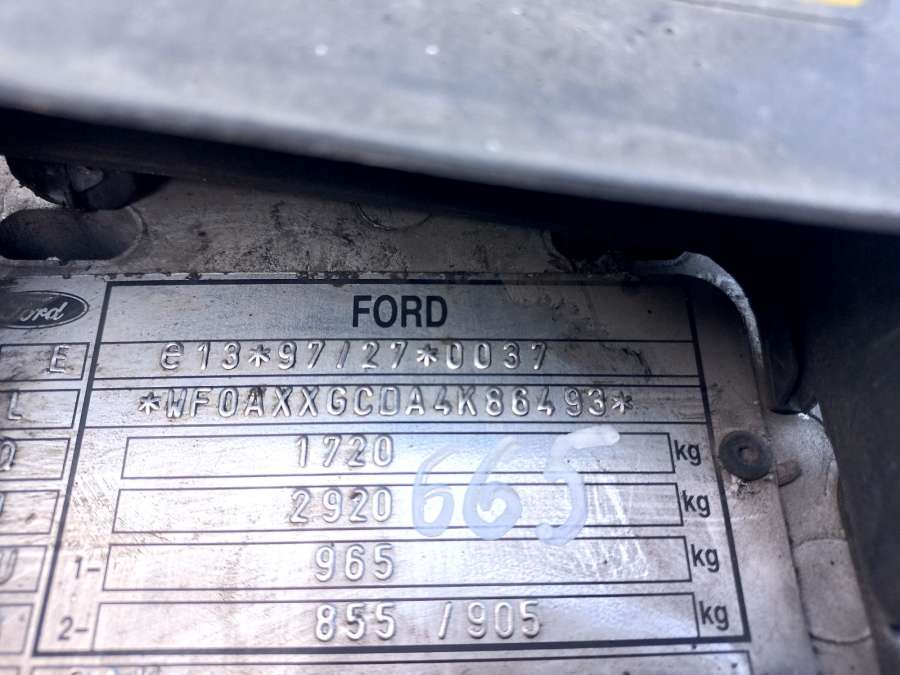 FORD
Ford
E e13*97/27*0037
L *WF0AXXGCDA4K86493*
1720 kg
2920 kg
665
1- 965 kg
2- 855 /905 kg